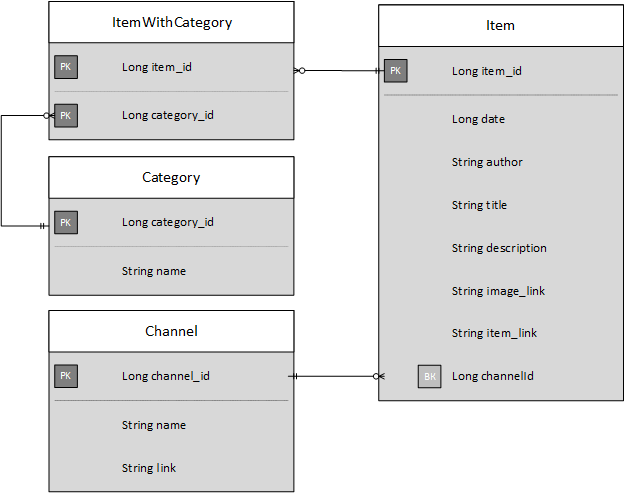 ItemWithCategory
PK Long item_id
PK Long category_id
Category
PK Long category_id
String name
Channel
PK Long channel_id
String name
String link
Item
PK Long item_id
Long date
String author
String title
String description
String image_link
String item_link
BK Long channelId